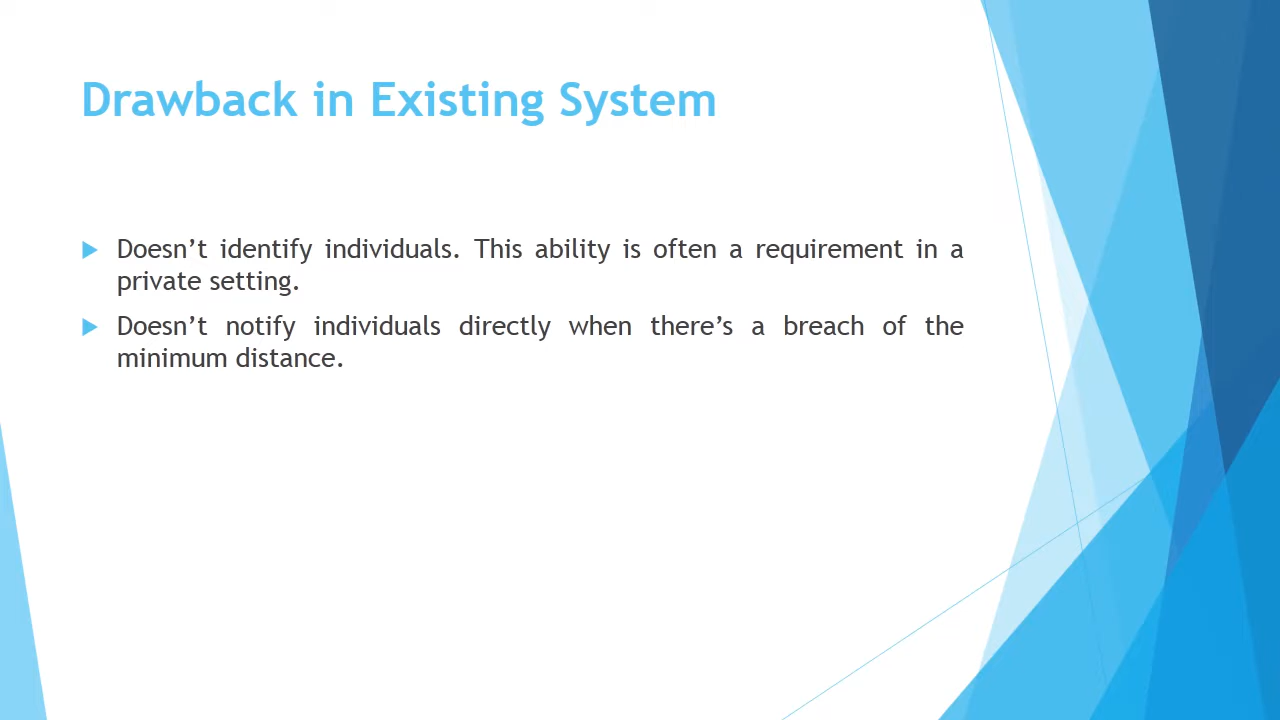 Drawback in Existing System
Doesn’t identify individuals. This ability is often a requirement in a
private setting.
Doesn’t notify individuals directly when there’s a breach of the
minimum distance.